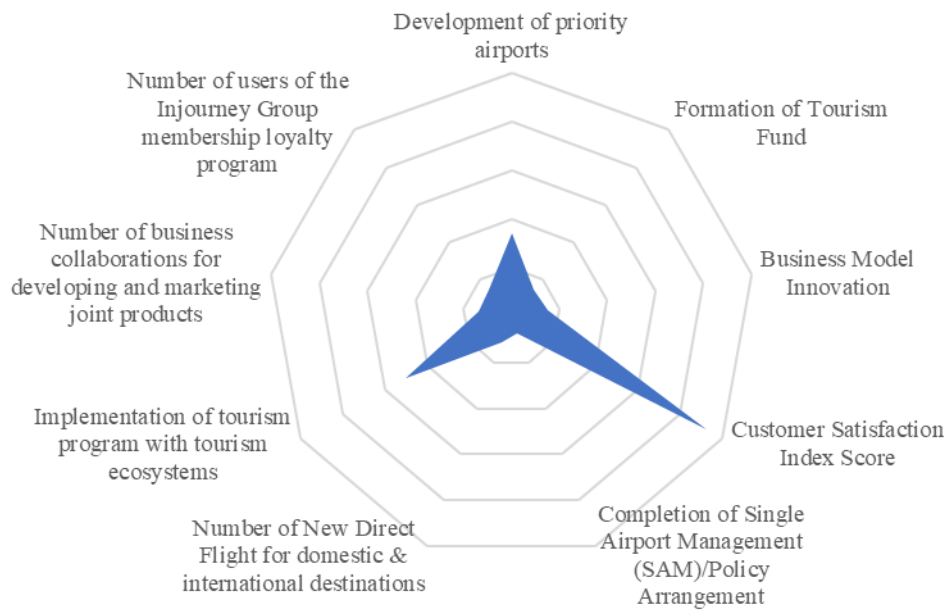 Development of priority
airports
Formation of Tourism
Fund
Business Model
Innovation
Customer Satisfaction
Index Score
Completion of Single
Airport Management
(SAM)/Policy
Arrangement
Number of New Direct
Flight for domestic &
international destinations
Implementation of tourism
program with tourism
ecosystems
Number of business
collaborations for
developing and marketing
joint products
Number of users of the
Injourney Group
membership loyalty
program